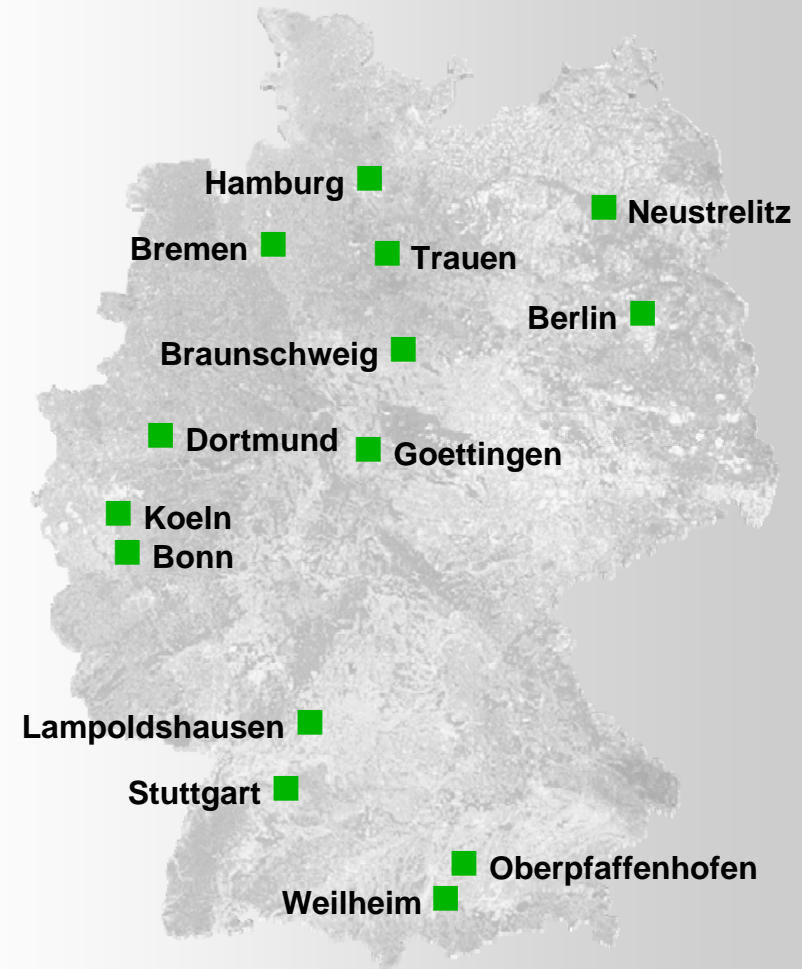 Hamburg
Neustrelitz
Bremen
Trauen
Berlin
Braunschweig
Dortmund
Goettingen
Koeln
Bonn
Lampoldshausen
Stuttgart
Oberpfaffenhofen
Weilheim